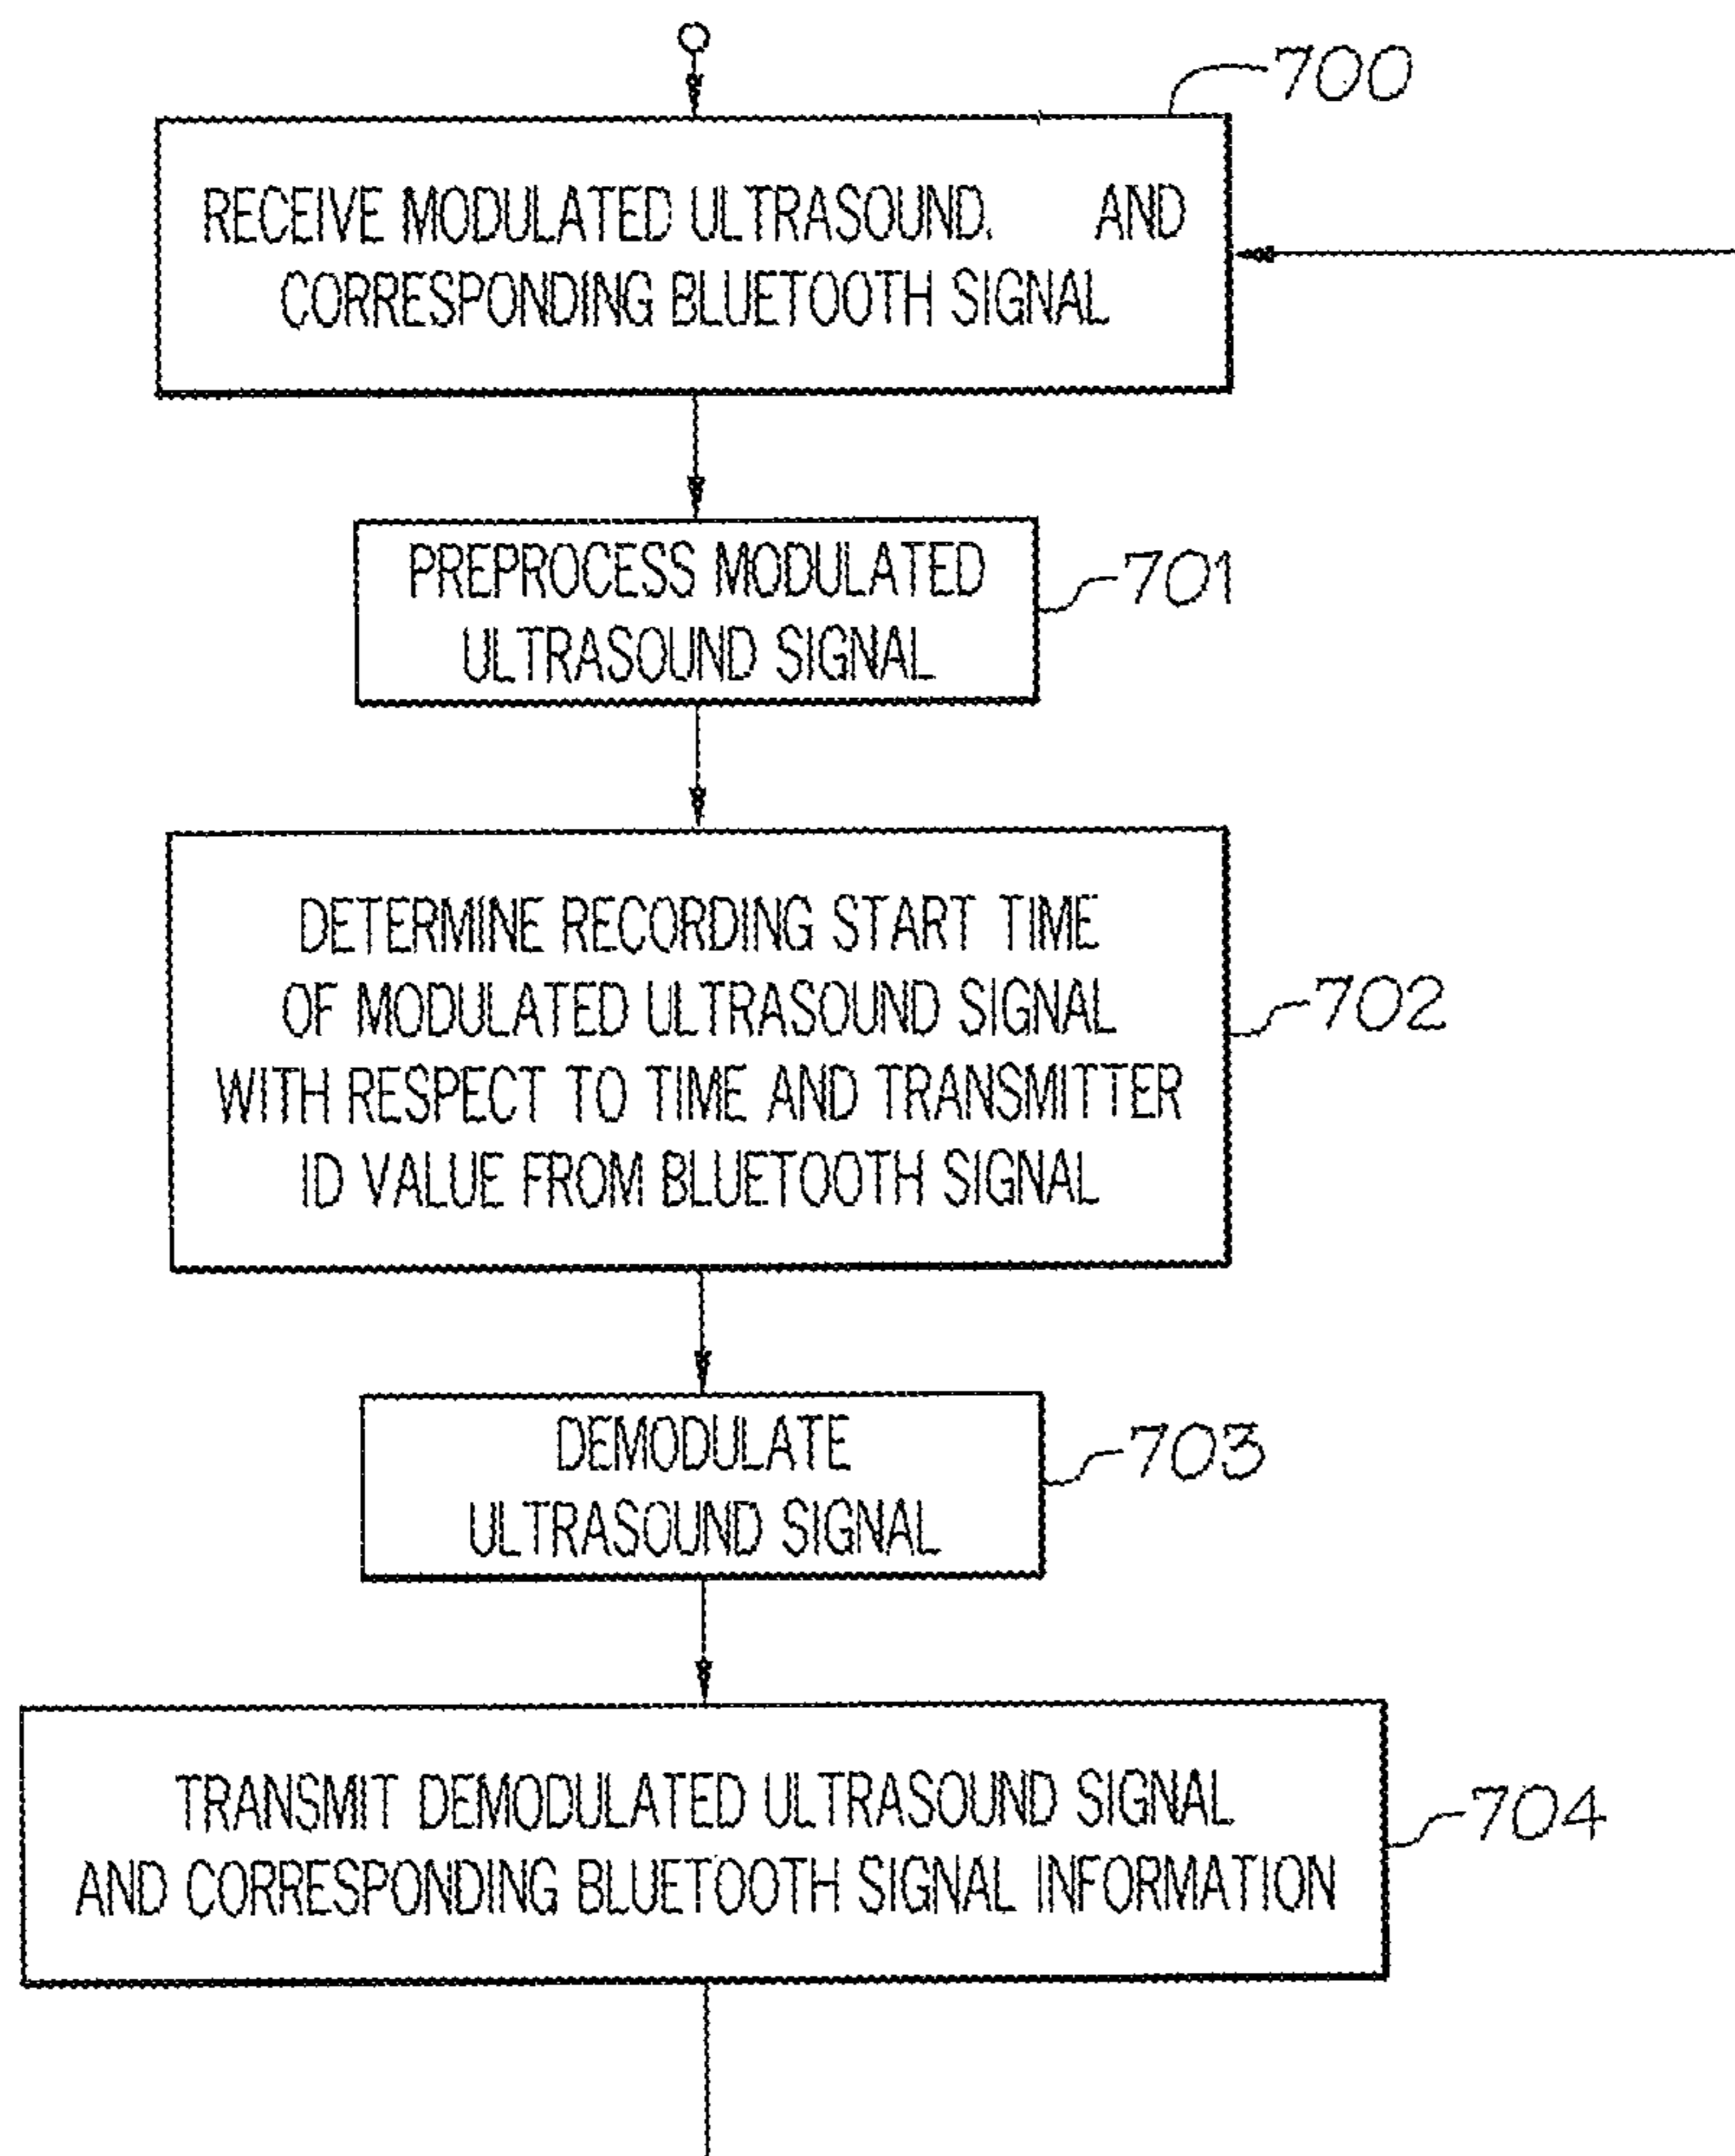 700
RECEIVE MODULATED ULTRASOUND. AND
CORRESPONDING BLUETOOTH SIGNAL
PREPROCESS MODULATED
ULTRASOUND SIGNAL
701
DETERMINE RECORDING START TIME
OF MODULATED ULTRASOUND SIGNAL
WITH RESPECT TO TIME AND TRANSMITTER
ID VALUE FROM BLUETOOTH SIGNAL
702
DEMODULATE
ULTRASOUND SIGNAL
703
TRANSMIT DEMODULATED ULTRASOUND SIGNAL
AND CORRESPONDING BLUETOOTH SIGNAL INFORMATION
704